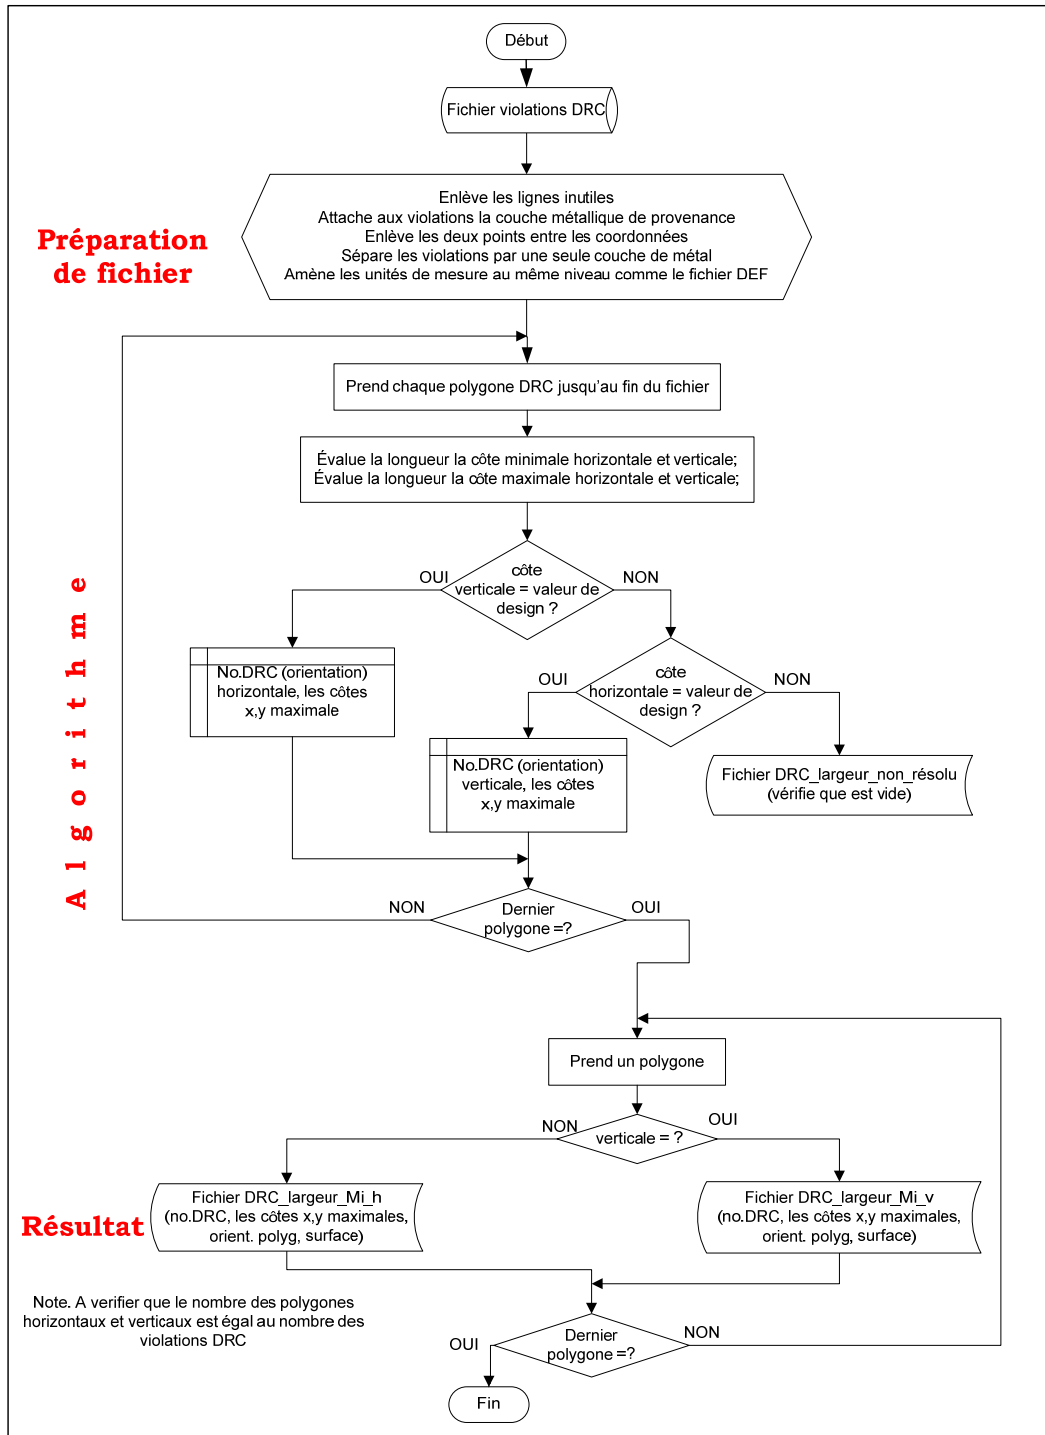 Début
Fichier violations DRC
Préparation
de fichier
Enlève les lignes inutiles
Attache aux violations la couche métallique de provenance
Enlève les deux points entre les coordonnées
Sépare les violations par une seule couche de métal
Amène les unités de mesure au même niveau comme le fichier DEF
Prend chaque polygone DRC jusqu'au fin du fichier
Évalue la longueur la côte minimale horizontale et verticale;
Évalue la longueur la côte maximale horizontale et verticale;
Algorithme
OUI
côte
verticale = valeur de
design ?
NON
No.DRC (orientation)
horizontale, les côtes
x,y maximale
OUI
côte
horizontale = valeur de
design ?
NON
No.DRC (orientation)
verticale, les côtes
x,y maximale
Fichier DRC_largeur_non_résolu
(vérifie que est vide)
NON
Dernier
polygone =?
OUI
Prend un polygone
NON
verticale = ?
OUI
Résultat
Fichier DRC_largeur_Mi_h
(no.DRC, les côtes x,y maximales,
orient. polyg, surface)
Fichier DRC_largeur_Mi_v
(no.DRC, les côtes x,y maximales,
orient. polyg, surface)
Note. A verifier que le nombre des polygones
horizontaux et verticaux est égal au nombre des
violations DRC
OUI
Dernier
polygone =?
NON
Fin